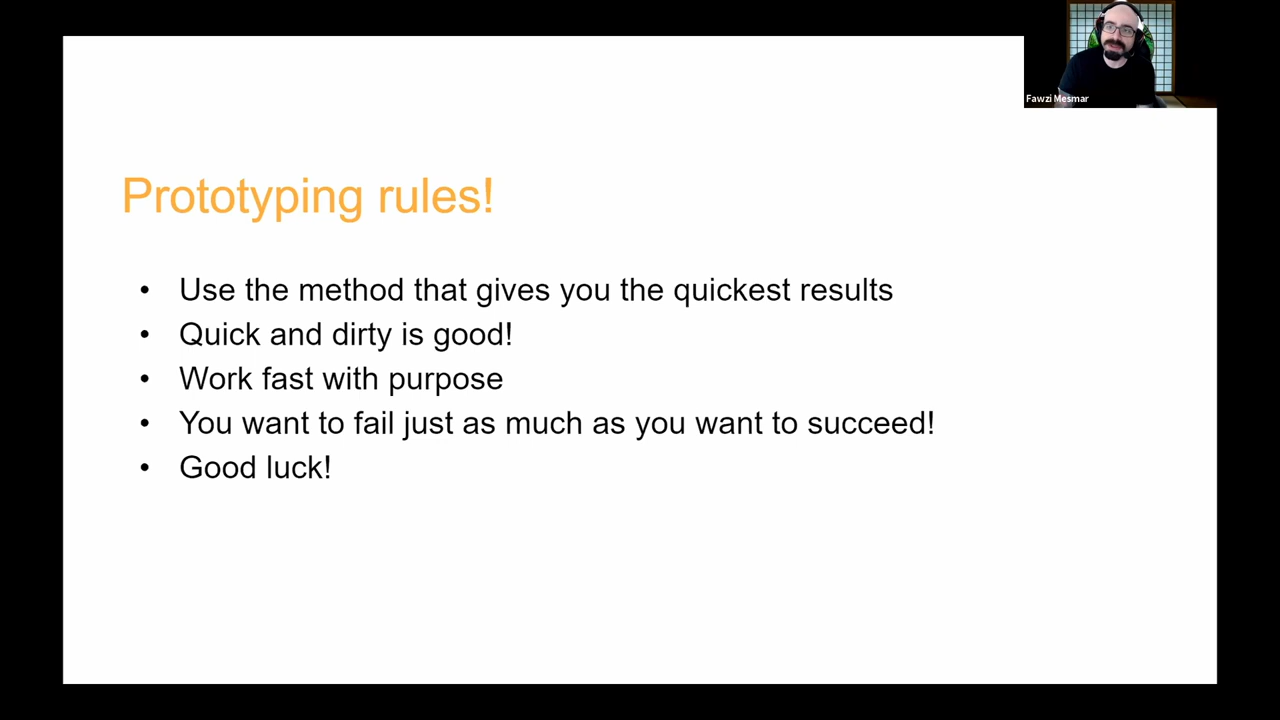 Fawzi Mesmar
Prototyping rules!
• Use the method that gives you the quickest results
• Quick and dirty is good!
• Work fast with purpose
• You want to fail just as much as you want to succeed!
• Good luck!